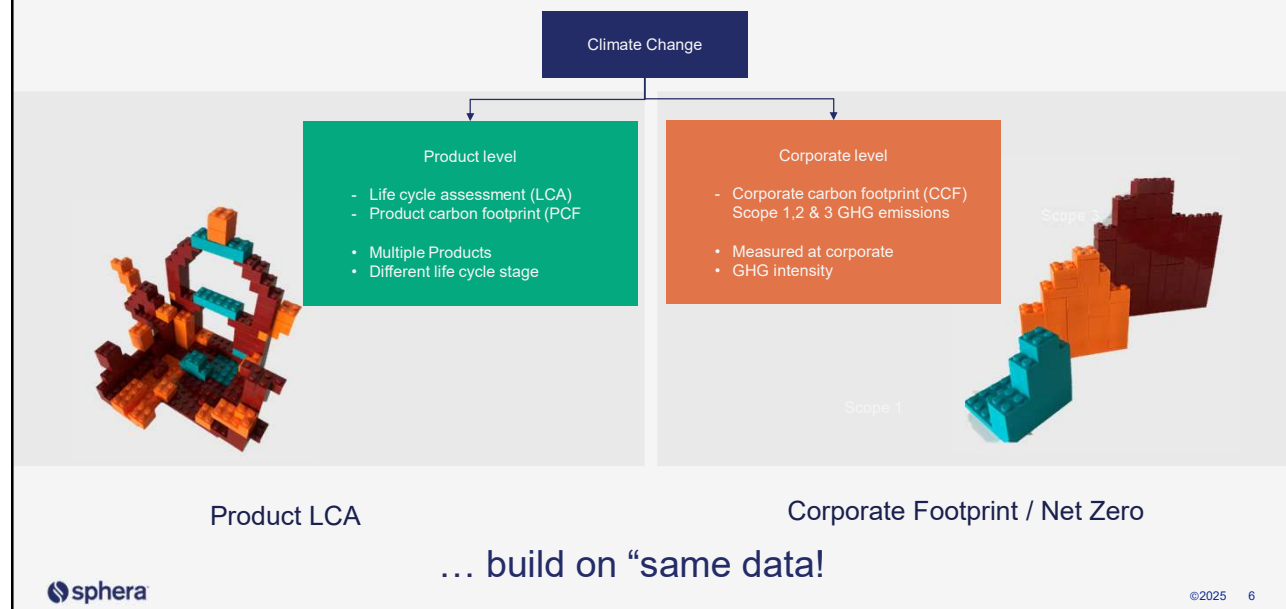 Climate Change
Product level
- Life cycle assessment (LCA)
- Product carbon footprint (PCF
• Multiple Products
• Different life cycle stage
Corporate level
- Corporate carbon footprint (CCF)
Scope 1,2 & 3 GHG emissions
• Measured at corporate
• GHG intensity
Scope 3
Scope 1
Product LCA
Corporate Footprint / Net Zero
… build on “same data!
sphera
©2025 6